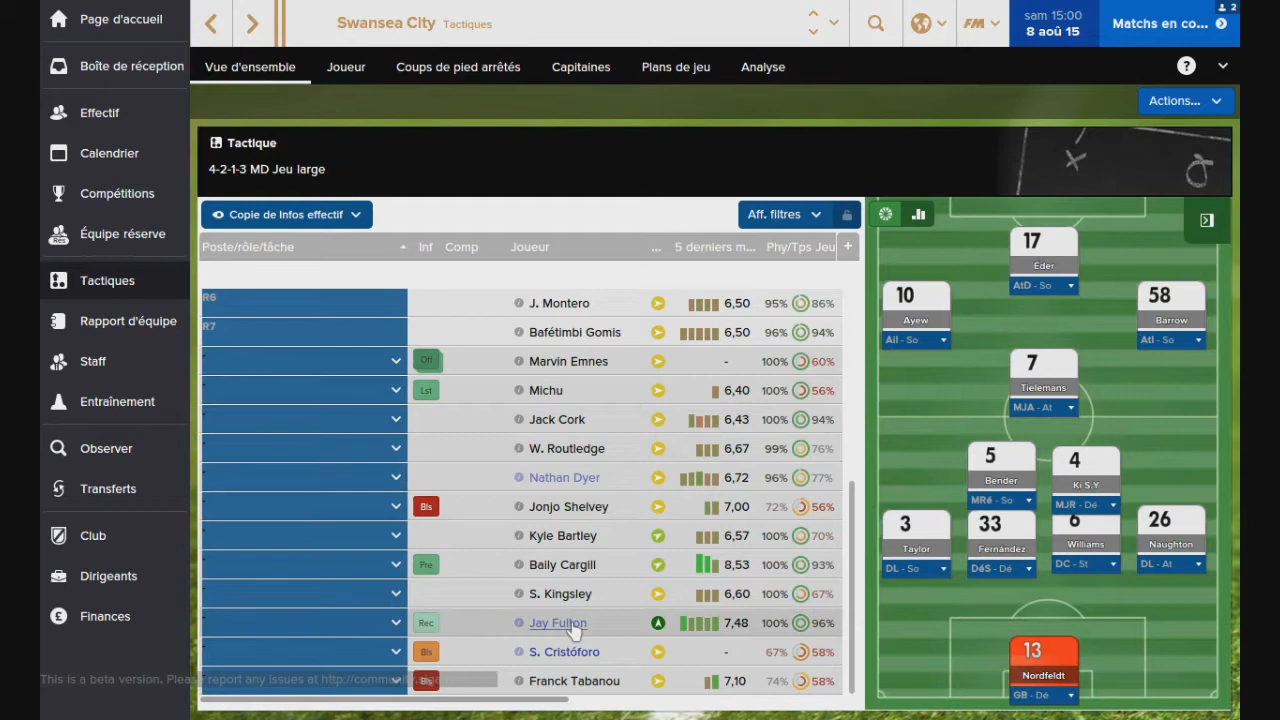 Page d'accueil
Boîte de réception
Effectif
Calendrier
Compétitions
Rés
Équipe réserve
Tactiques
Rapport d'équipe
Staff
Entraînement
Observer
Transferts
Club
Dirigeants
£
Finances
Swansea City Tactiques
FM
sam 15:00
8 aoû 15
2
Matchs en co...
Vue d'ensemble Joueur Coups de pied arrêtés Capitaines Plans de jeu Analyse
?
Actions...
Tactique
4-2-1-3 MD Jeu large
Copie de Infos effectif
Aff. filtres
Poste/rôle/tâche Inf Comp Joueur ... 5 derniers m... Phy/Tps Jeu +
R6 J. Montero 6,50 95% 86%
R7 Bafétimbi Gomis 6,50 96% 94%
- Off Marvin Emnes - 100% 60%
- Lst Michu 6,40 100% 56%
- Jack Cork 6,43 100% 94%
- W. Routledge 6,67 99% 76%
- Nathan Dyer 6,72 96% 77%
- Bls Jonjo Shelvey 7,00 72% 56%
- Kyle Bartley 6,57 100% 70%
- Pre Baily Cargill 8,53 100% 93%
- S. Kingsley 6,60 100% 67%
- Rec Jay Fulton 7,48 100% 96%
- Bls S. Cristóforo - 67% 58%
- Bls Franck Tabanou 7,10 74% 58%
This is a beta version. Please report any issues at http://community.
17
Éder
AtD - So
10
Ayew
Ail - So
58
Barrow
AtI - So
7
Tielemans
MJA - At
5
Bender
MRé - So
4
Ki S.Y
MJR - Dé
3
Taylor
DL - So
33
Fernández
DéS - Dé
6
Williams
DC - St
26
Naughton
DL - At
13
Nordfeldt
GB - Dé